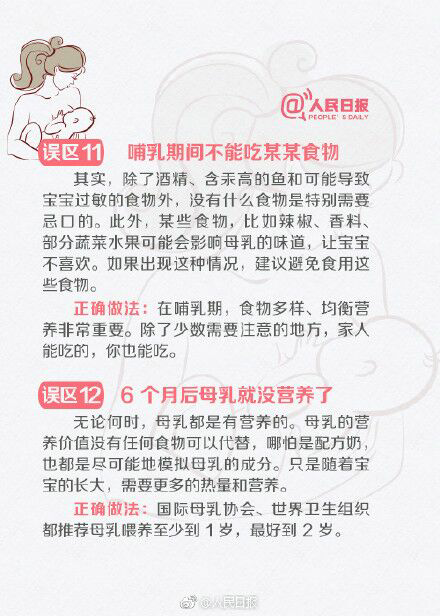 @人民日报
PEOPLE'S DAILY
误区11 哺乳期间不能吃某某食物
其实，除了酒精、含汞高的鱼和可能导致
宝宝过敏的食物外，没有什么食物是特别需要
忌口的。此外，某些食物，比如辣椒、香料、
部分蔬菜水果可能会影响母乳的味道，让宝宝
不喜欢。如果出现这种情况，建议避免食用这
些食物。
正确做法：在哺乳期，食物多样、均衡营
养非常重要。除了少数需要注意的地方，家人
能吃的，你也能吃。
误区12 6 个月后母乳就没营养了
无论何时，母乳都是有营养的。母乳的营
养价值没有任何食物可以代替，哪怕是配方奶，
也都是尽可能地模拟母乳的成分。只是随着宝
宝的长大，需要更多的热量和营养。
正确做法：国际母乳协会、世界卫生组织
都推荐母乳喂养至少到 1 岁，最好到 2 岁。
@人民日报